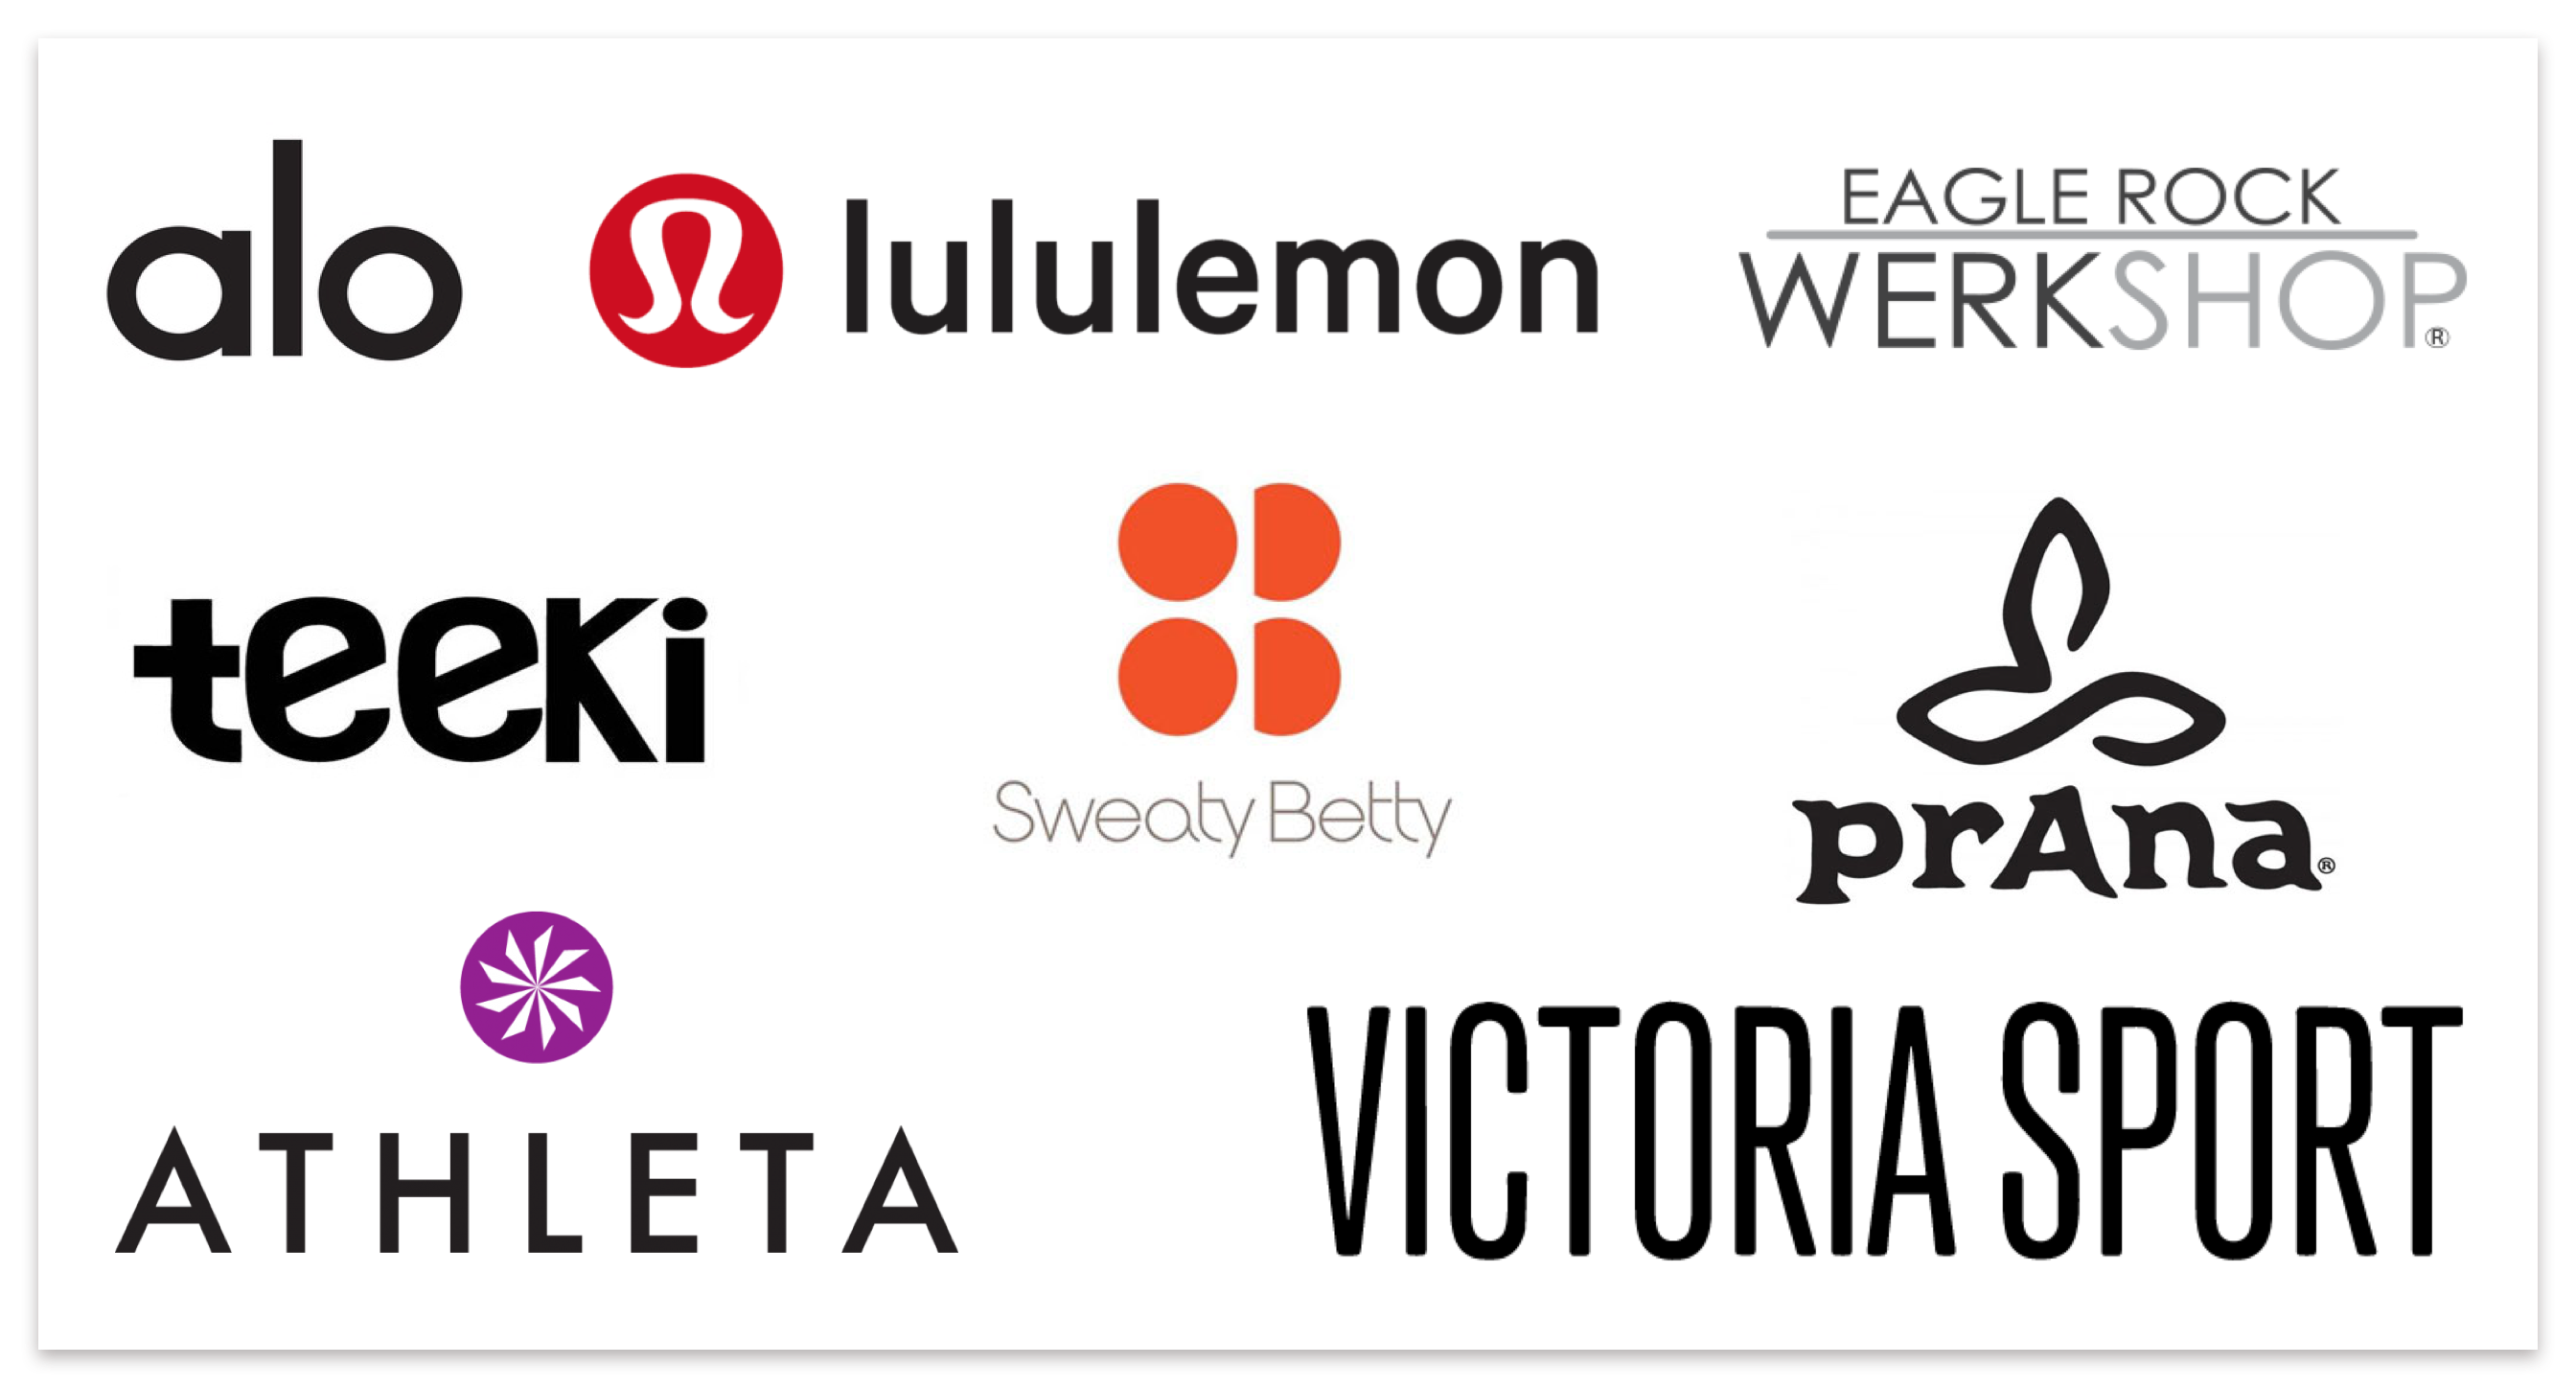 alo
lululemon
EAGLE ROCK
WERKSHOP®
teeki
Sweaty Betty
prAna®
ATHLETA
VICTORIA SPORT